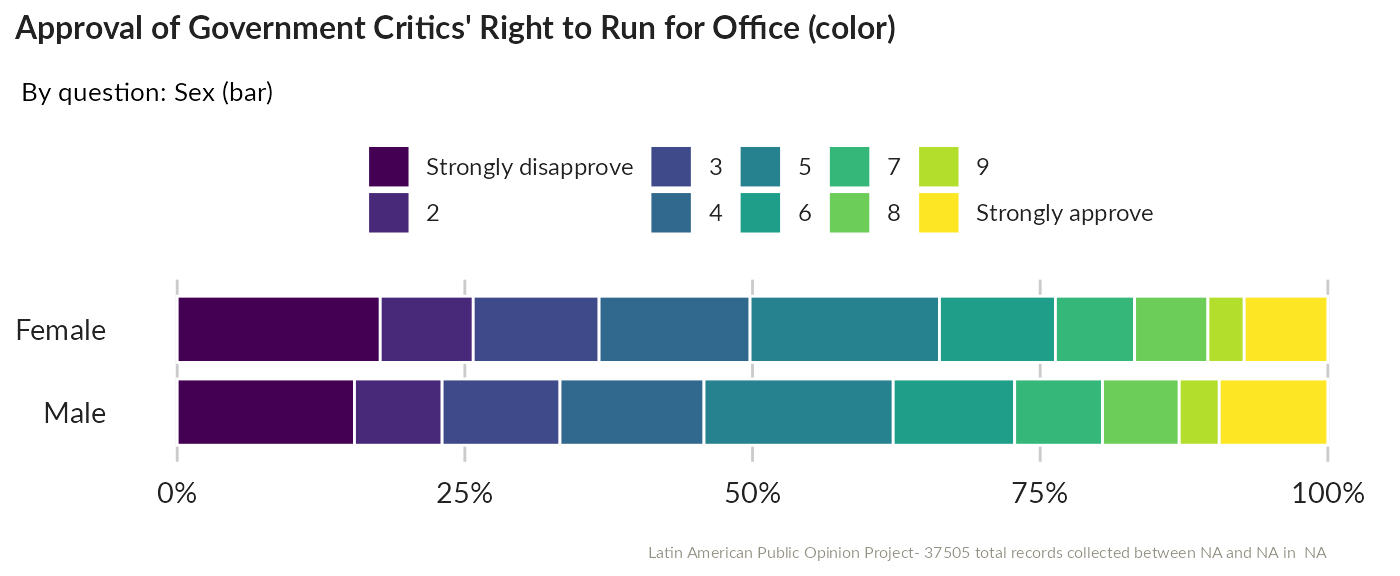 Approval of Government Critics' Right to Run for Office (color)
By question: Sex (bar)
Strongly disapprove 3 5 7 9
2 4 6 8 Strongly approve
Female
Male
0% 25% 50% 75% 100%
Latin American Public Opinion Project- 37505 total records collected between NA and NA in  NA